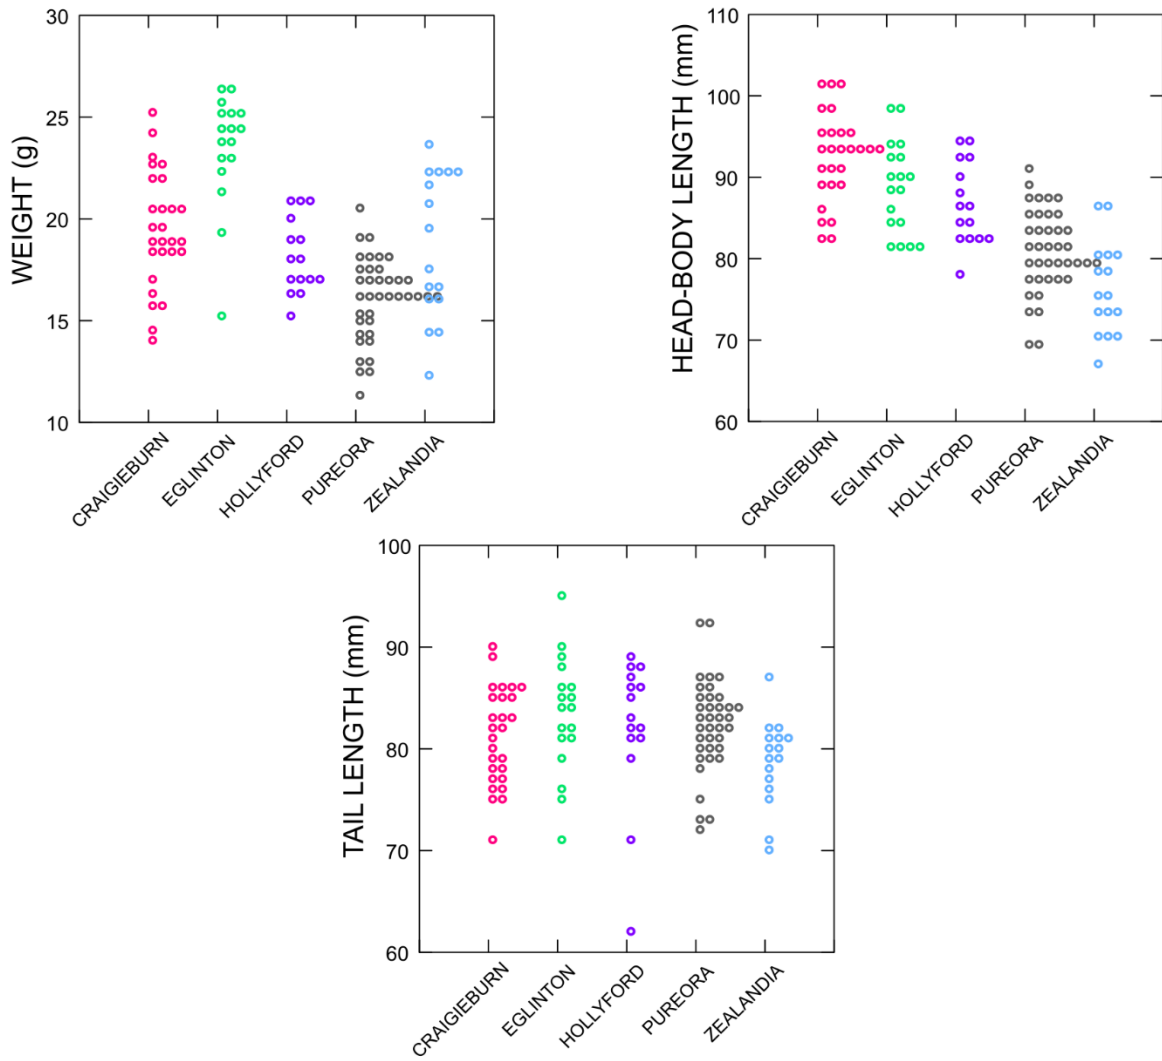 WEIGHT (g)
30
25
20
15
10
CRAIGIEBURN
EGLINTON
HOLLYFORD
PUREORA
ZEALANDIA
HEAD-BODY LENGTH (mm)
110
100
90
80
70
60
CRAIGIEBURN
EGLINTON
HOLLYFORD
PUREORA
ZEALANDIA
TAIL LENGTH (mm)
100
90
80
70
60
CRAIGIEBURN
EGLINTON
HOLLYFORD
PUREORA
ZEALANDIA